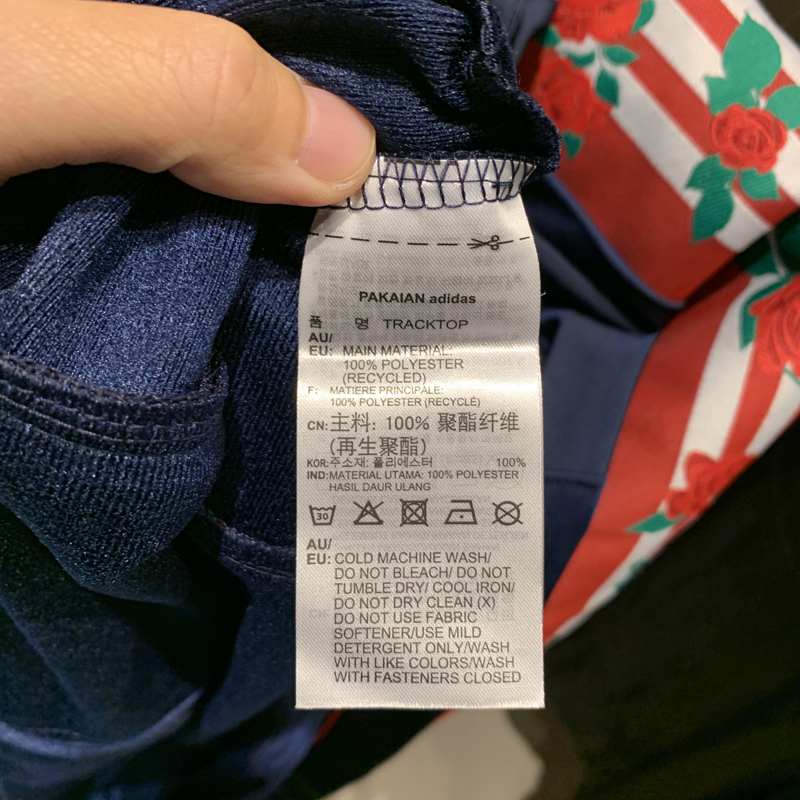 PAKAIAN adidas
품 명 TRACKTOP
AU/
EU: MAIN MATERIAL:
100% POLYESTER
(RECYCLED)
F: MATIERE PRINCIPALE:
100% POLYESTER (RECYCLÉ)
CN: 主料: 100% 聚酯纤维
(再生聚酯)
KOR: 주소재: 폴리에스터 100%
IND: MATERIAL UTAMA: 100% POLYESTER
HASIL DAUR ULANG
30
AU/
EU: COLD MACHINE WASH/
DO NOT BLEACH/ DO NOT
TUMBLE DRY/ COOL IRON/
DO NOT DRY CLEAN (X)
DO NOT USE FABRIC
SOFTENER/USE MILD
DETERGENT ONLY/WASH
WITH LIKE COLORS/WASH
WITH FASTENERS CLOSED